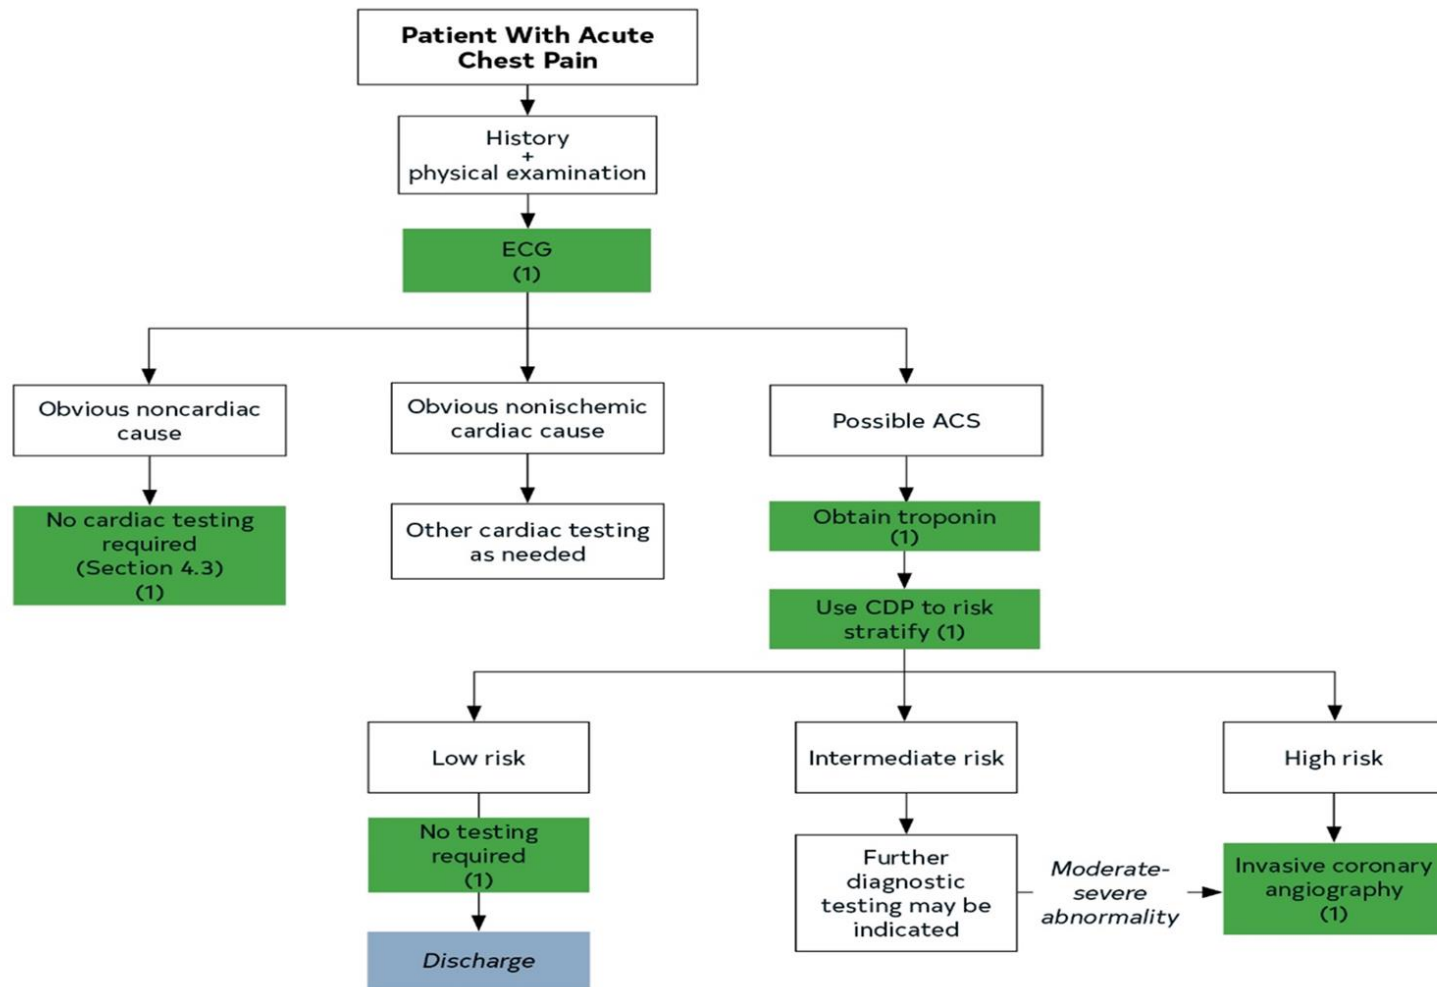 Patient With Acute
Chest Pain
History
+
physical examination
ECG
(1)
Obvious noncardiac
cause
No cardiac testing
required
(Section 4.3)
(1)
Obvious nonischemic
cardiac cause
Other cardiac testing
as needed
Possible ACS
Obtain troponin
(1)
Use CDP to risk
stratify (1)
Low risk
No testing
required
(1)
Discharge
Intermediate risk
Further
diagnostic
testing may be
indicated
Moderate-
severe
abnormality
High risk
Invasive coronary
angiography
(1)